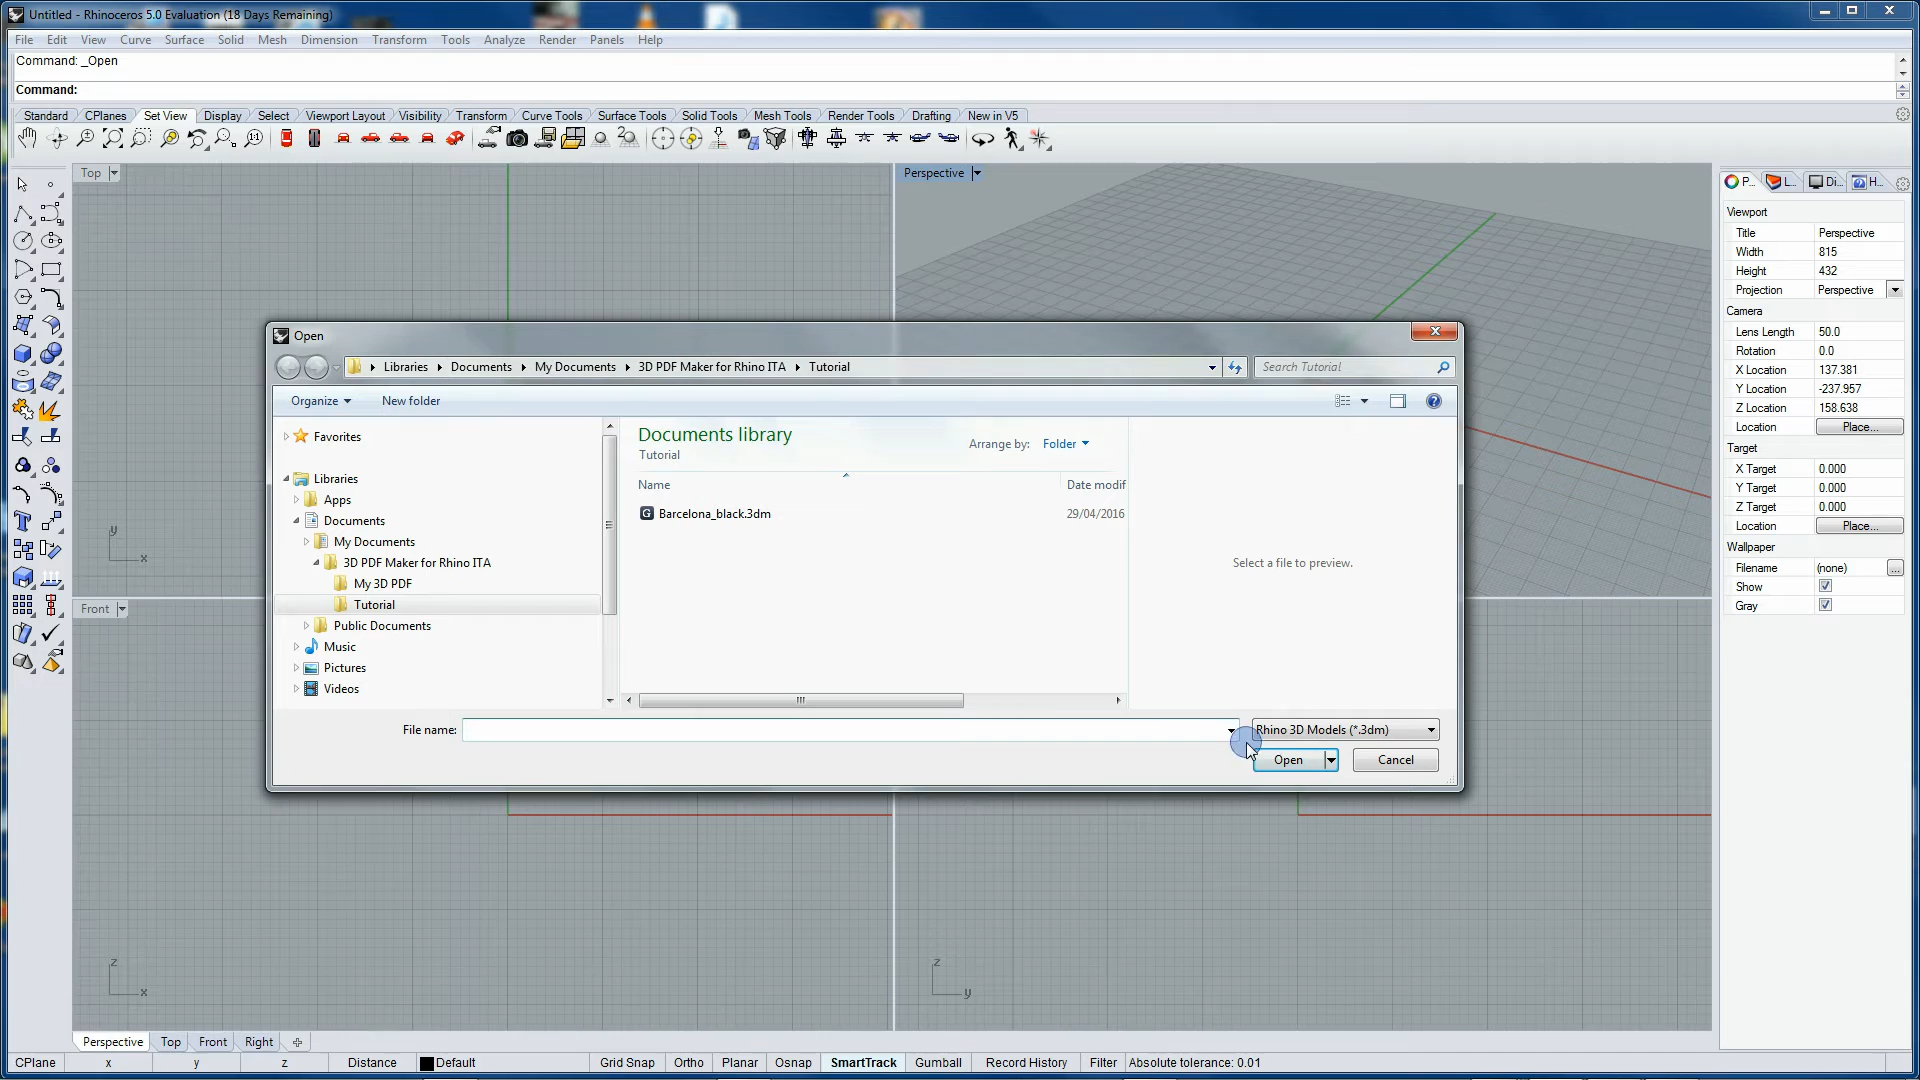 Untitled - Rhinoceros 5.0 Evaluation (18 Days Remaining)
File Edit View Curve Surface Solid Mesh Dimension Transform Tools Analyze Render Panels Help
Command: _Open
Command:
Standard CPlanes Set View Display Select Viewport Layout Visibility Transform Curve Tools Surface Tools Solid Tools Mesh Tools Render Tools Drafting New in V5
Top
Perspective
P... L... Di... H...
Viewport
Title Perspective
Width 815
Height 432
Projection Perspective
Camera
Lens Length 50.0
Rotation 0.0
X Location 137.381
Y Location -237.957
Z Location 158.638
Location Place...
Target
X Target 0.000
Y Target 0.000
Z Target 0.000
Location Place...
Wallpaper
Filename (none) ...
Show
Gray
Open
Libraries Documents My Documents 3D PDF Maker for Rhino ITA Tutorial
Search Tutorial
Organize New folder
Favorites
Libraries
Apps
Documents
My Documents
3D PDF Maker for Rhino ITA
My 3D PDF
Tutorial
Public Documents
Music
Pictures
Videos
Documents library
Tutorial
Arrange by: Folder
Name Date modif
Barcelona_black.3dm 29/04/2016
Select a file to preview.
File name: Rhino 3D Models (*.3dm)
Open Cancel
y
x
Front
z
x
z
y
Perspective Top Front Right
CPlane x y z Distance Default Grid Snap Ortho Planar Osnap SmartTrack Gumball Record History Filter Absolute tolerance: 0.01